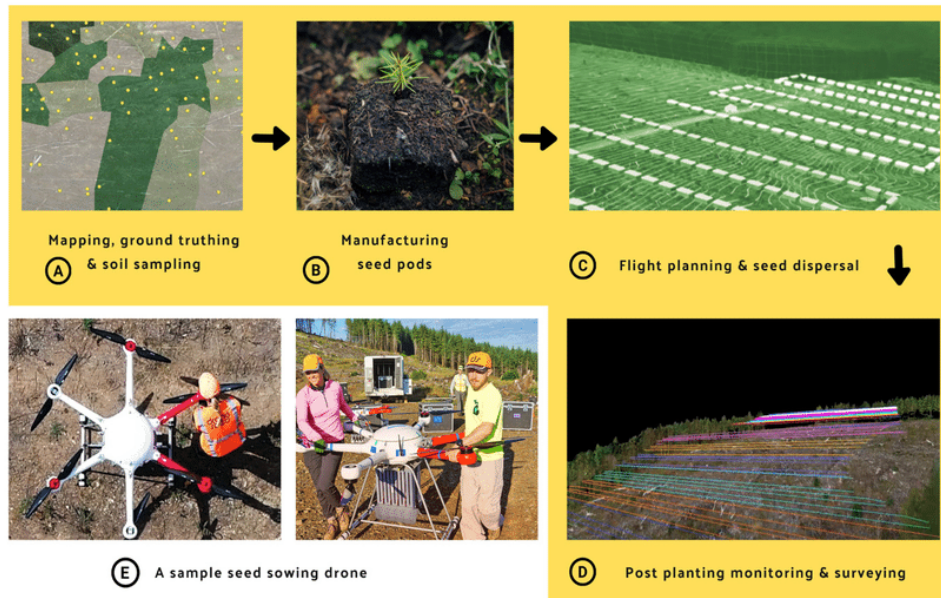 Mapping, ground truthing
A & soil sampling
Manufacturing
B seed pods
C Flight planning & seed dispersal
E A sample seed sowing drone
D Post planting monitoring & surveying